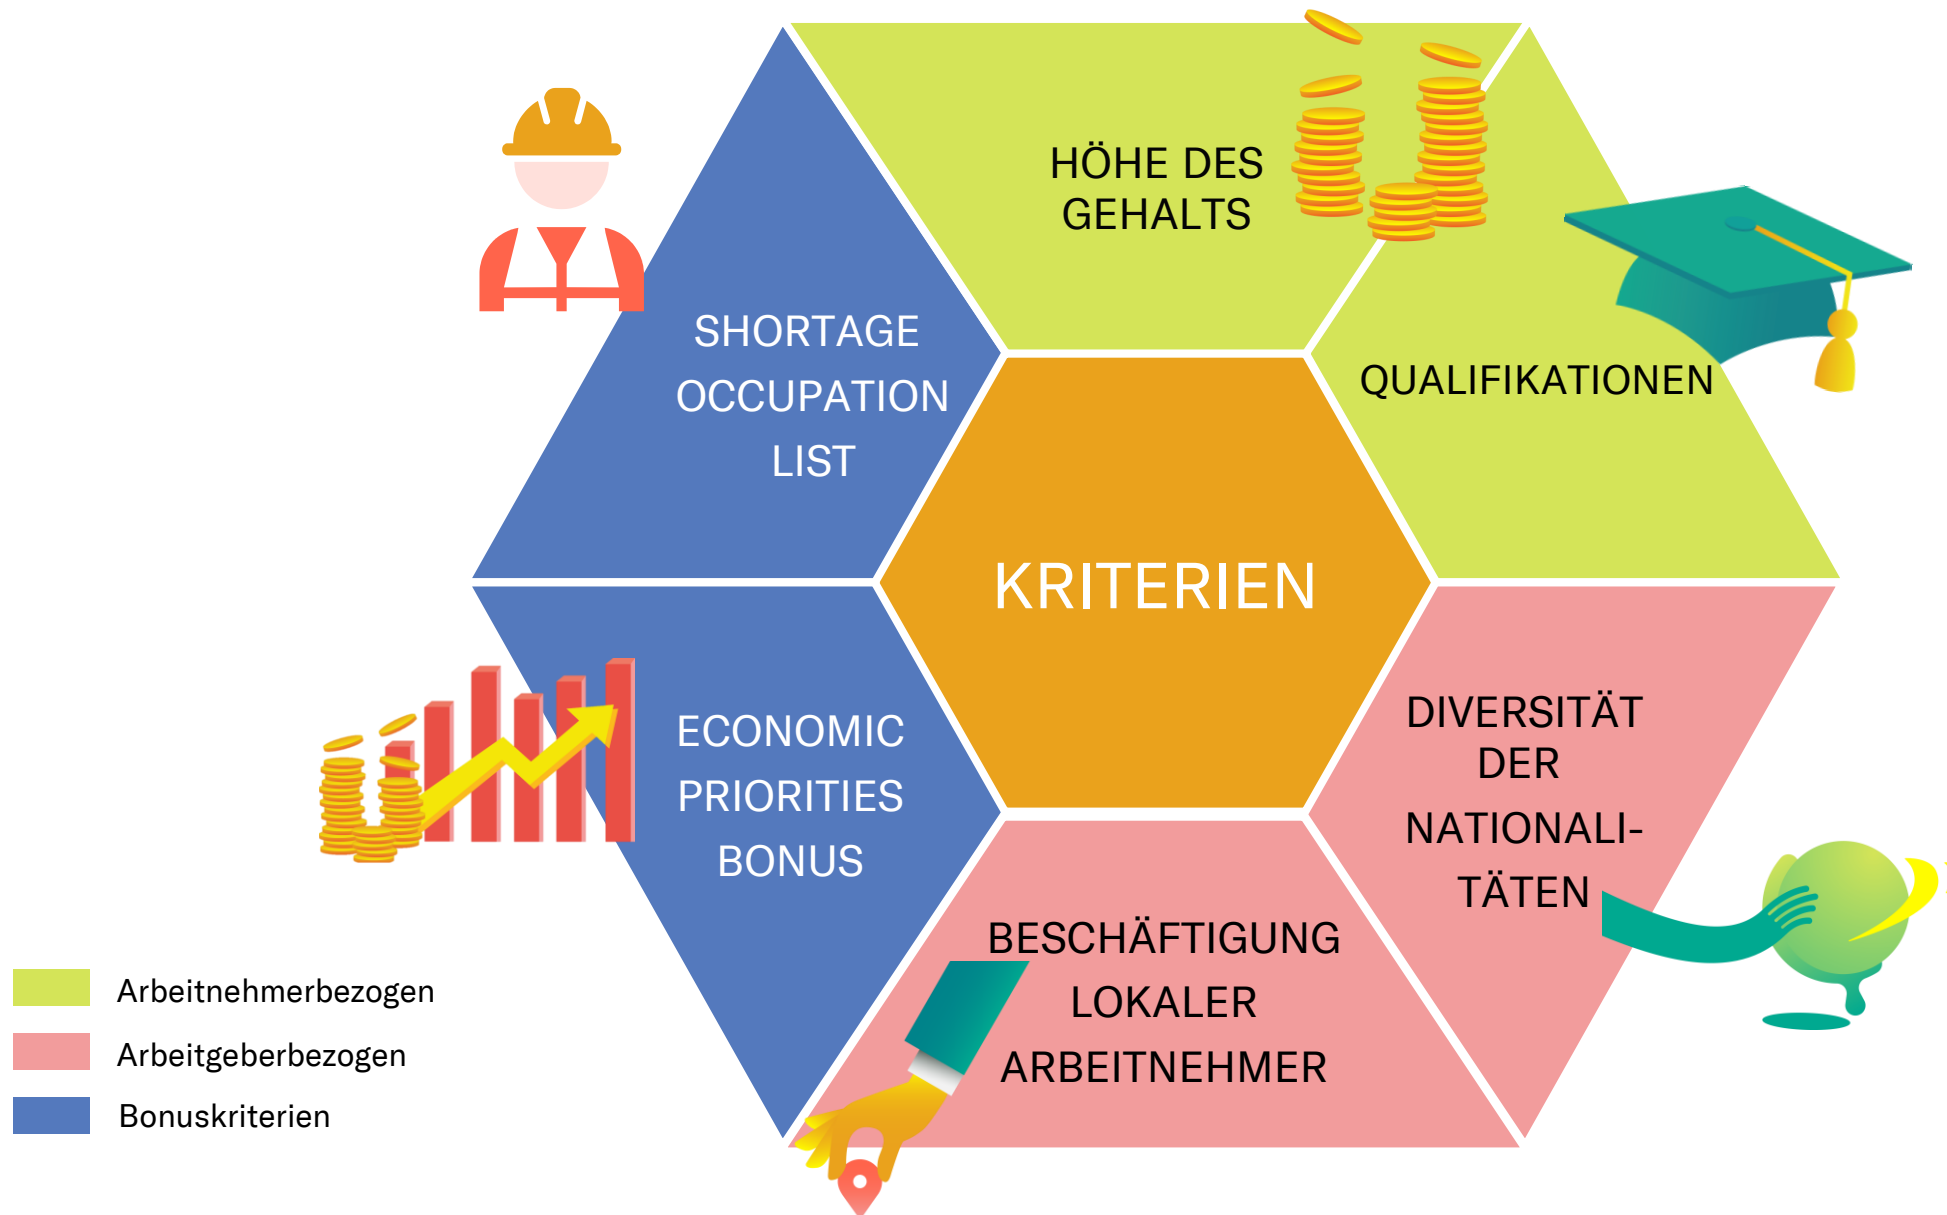 HÖHE DES
GEHALTS
QUALIFIKATIONEN
SHORTAGE
OCCUPATION
LIST
KRITERIEN
ECONOMIC
PRIORITIES
BONUS
DIVERSITÄT
DER
NATIONALI-
TÄTEN
BESCHÄFTIGUNG
LOKALER
ARBEITNEHMER
Arbeitnehmerbezogen
Arbeitgeberbezogen
Bonuskriterien